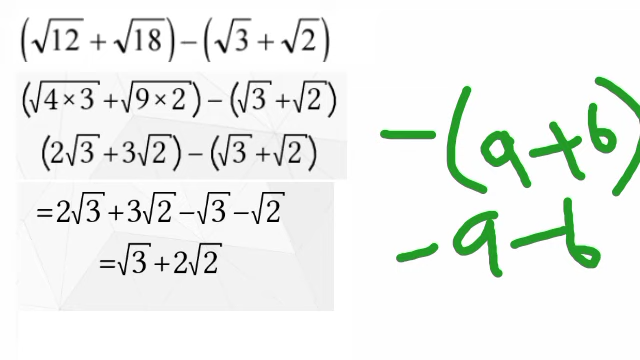 (√12 + √18) − (√3 + √2)
(√4 × 3 + √9 × 2) − (√3 + √2)
(2√3 + 3√2) − (√3 + √2)
= 2√3 + 3√2 − √3 − √2
= √3 + 2√2
−(a + b)
− a − b